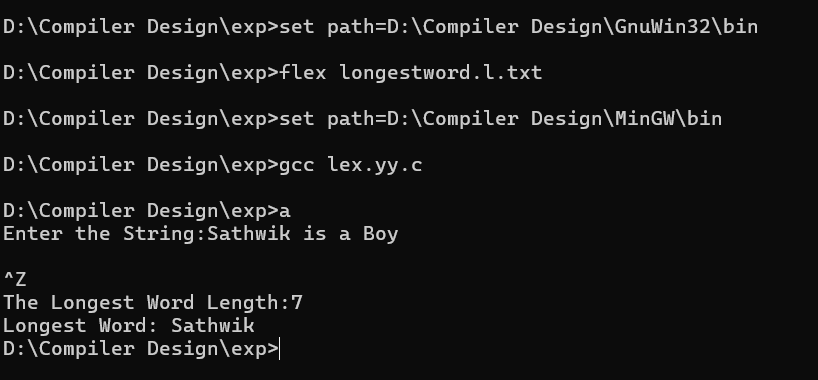 D:\Compiler Design\exp>set path=D:\Compiler Design\GnuWin32\bin
D:\Compiler Design\exp>flex longestword.l.txt
D:\Compiler Design\exp>set path=D:\Compiler Design\MinGW\bin
D:\Compiler Design\exp>gcc lex.yy.c
D:\Compiler Design\exp>a
Enter the String:Sathwik is a Boy
^Z
The Longest Word Length:7
Longest Word: Sathwik
D:\Compiler Design\exp>